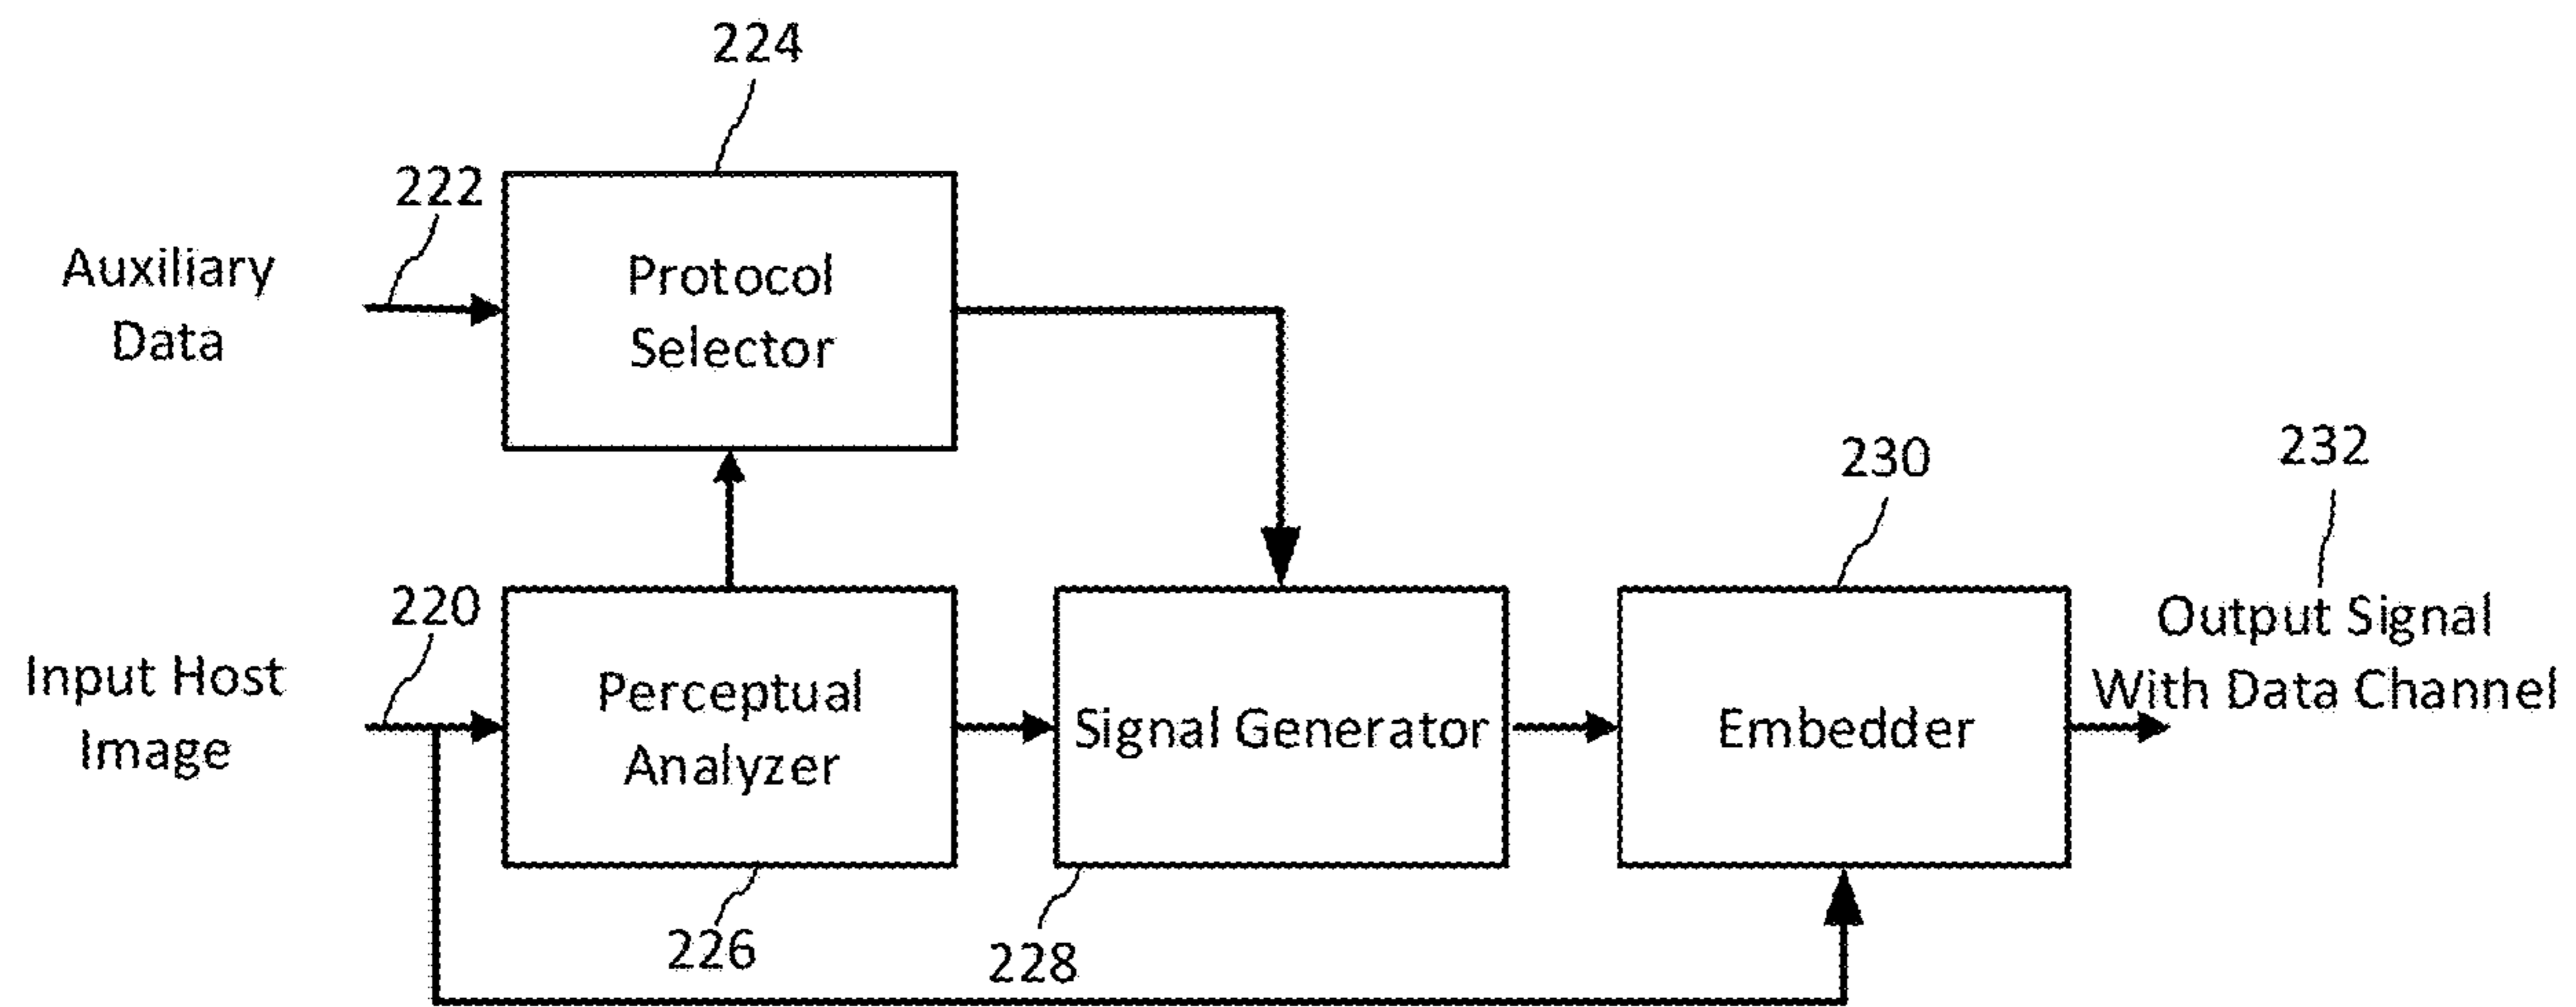 224
222
Auxiliary
Data
Protocol
Selector
230
232
220
Input Host
Image
Perceptual
Analyzer
Signal Generator
Embedder
Output Signal
With Data Channel
226
228